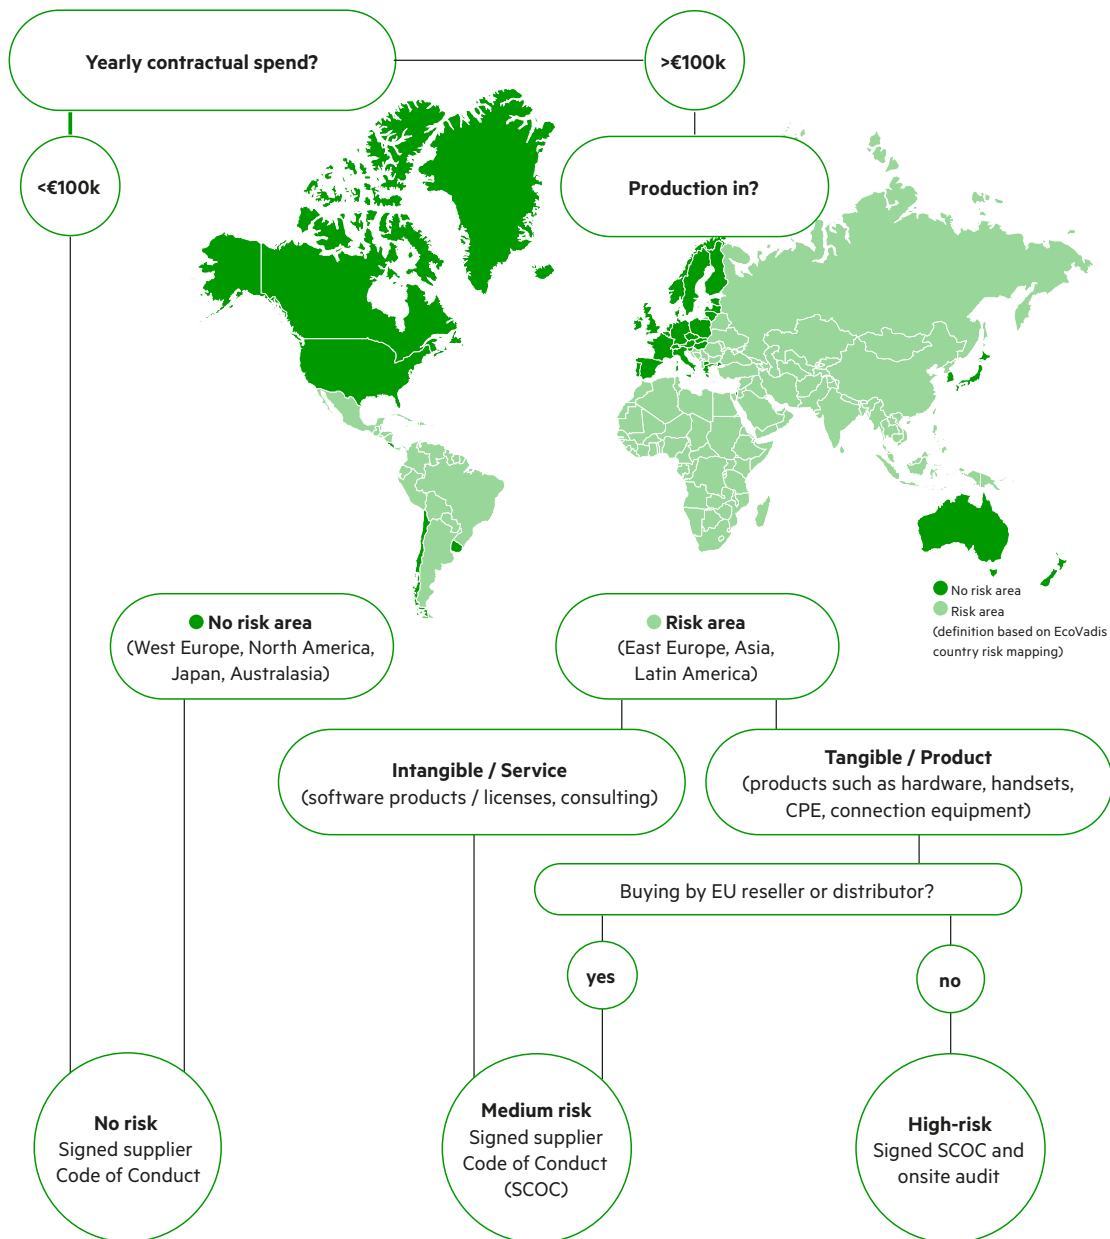 Yearly contractual spend?
>€100k
<€100k
Production in?
No risk area
Risk area
(definition based on EcoVadis
country risk mapping)
No risk area
(West Europe, North America,
Japan, Australasia)
Risk area
(East Europe, Asia,
Latin America)
Intangible / Service
(software products / licenses, consulting)
Tangible / Product
(products such as hardware, handsets,
CPE, connection equipment)
Buying by EU reseller or distributor?
yes
no
No risk
Signed supplier
Code of Conduct
Medium risk
Signed supplier
Code of Conduct
(SCOC)
High-risk
Signed SCOC and
onsite audit